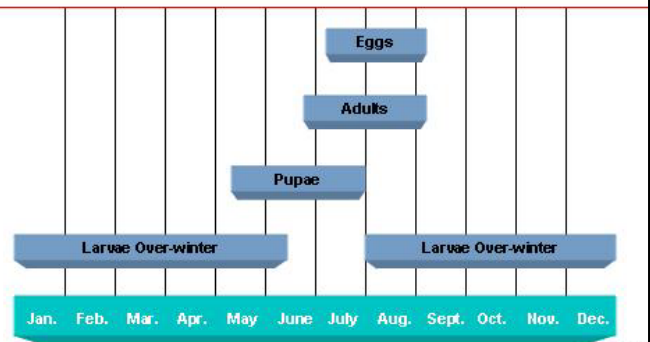 Eggs
Adults
Pupae
Larvae Over-winter Larvae Over-winter
Jan. Feb. Mar. Apr. May June July Aug. Sept. Oct. Nov. Dec.